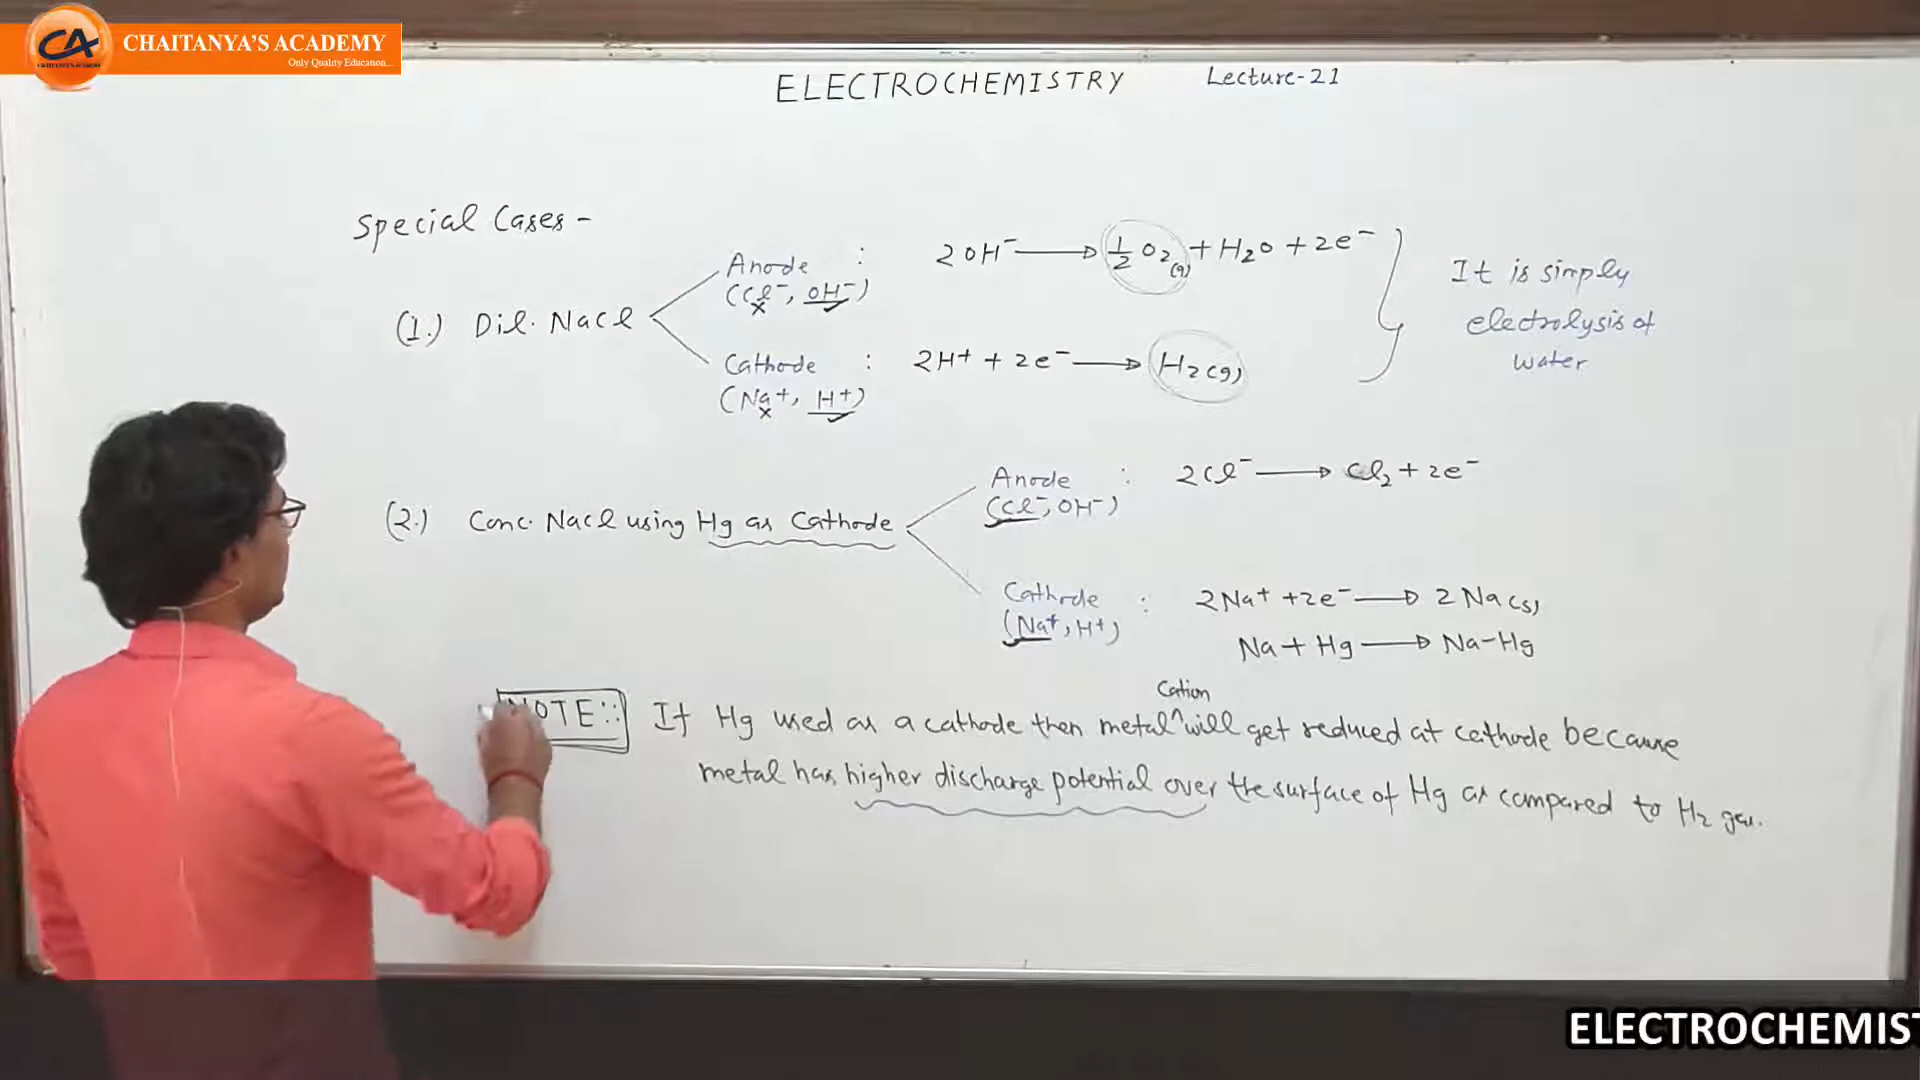 CA
CHAITANYA'S ACADEMY
Only Quality Education...
ELECTROCHEMISTRY Lecture-21
Special Cases -
(1.) Dil. NaCl
Anode : 2OH⁻ → ½O₂(g) + H₂O + 2e⁻
(Cl⁻, OH⁻)
Cathode : 2H⁺ + 2e⁻ → H₂(g)
(Na⁺, H⁺)
It is simply
electrolysis of
water
(2.) Conc. NaCl using Hg as Cathode
Anode : 2Cl⁻ → Cl₂ + 2e⁻
(Cl⁻, OH⁻)
Cathode : 2Na⁺ + 2e⁻ → 2Na(s)
(Na⁺, H⁺)
Na + Hg → Na-Hg
Cation
NOTE:: If Hg used as a cathode then metal ^ will get reduced at cathode because
metal has higher discharge potential over the surface of Hg as compared to H₂ gas.
ELECTROCHEMIST